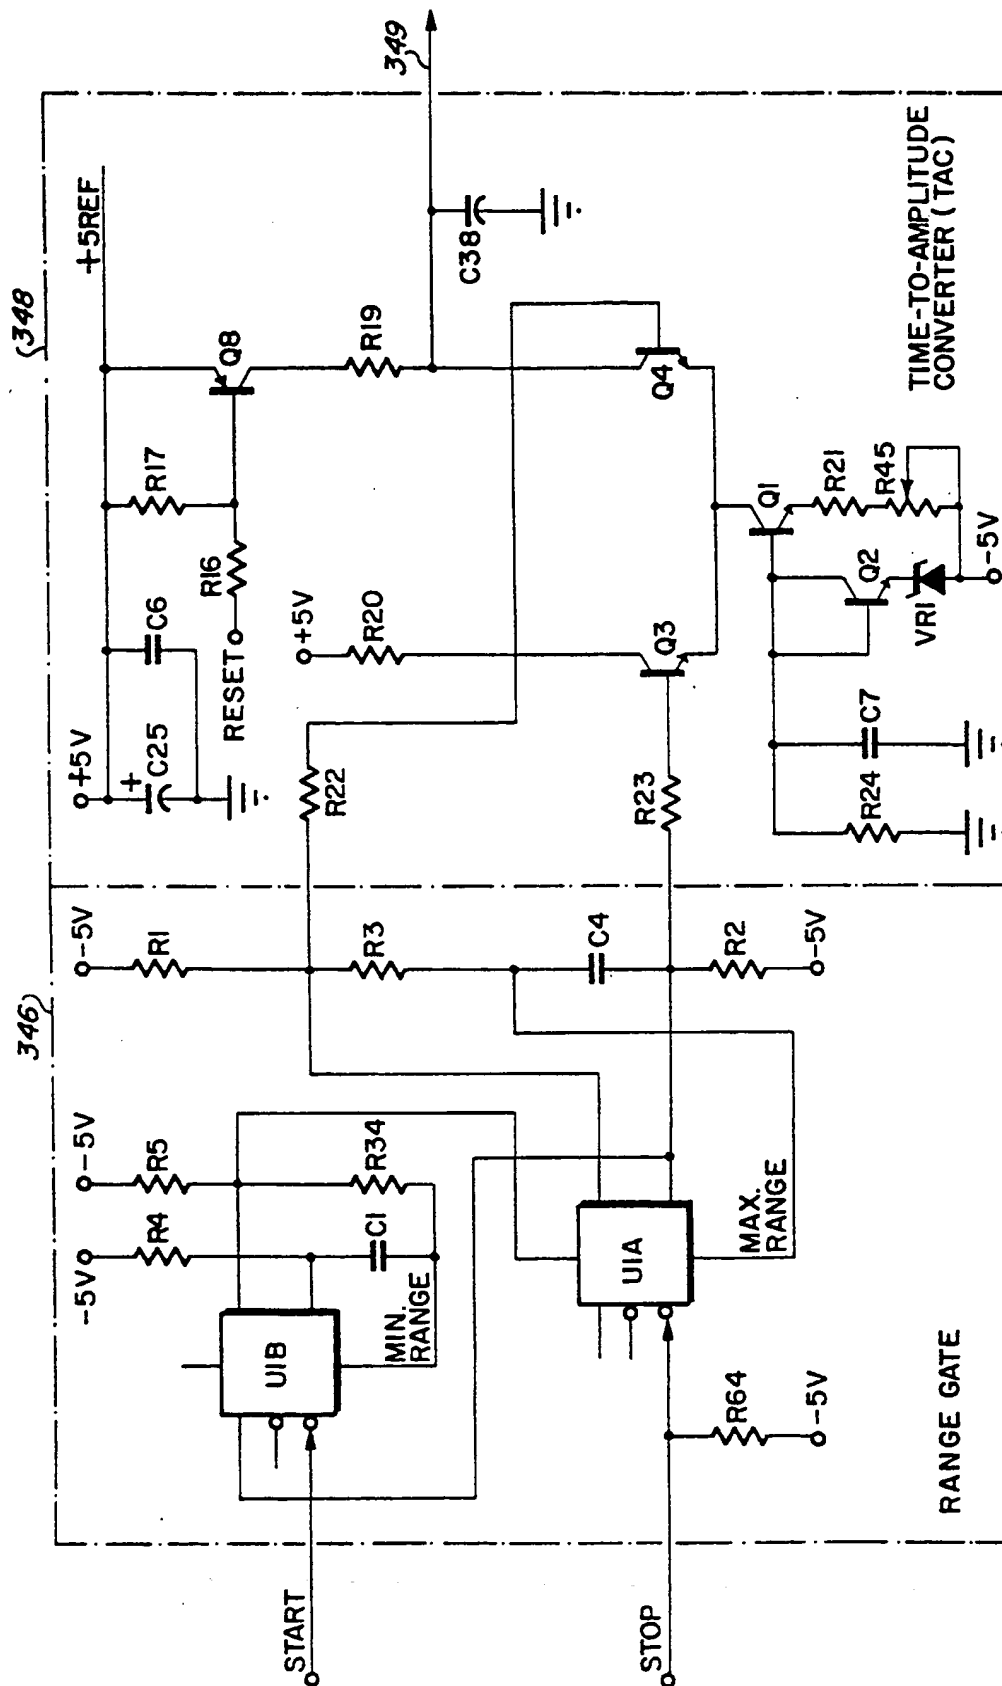 START
STOP
346
-5V
-5V
-5V
R4
R5
R1
U1B
C1
R34
MIN.
RANGE
R3
U1A
C4
MAX.
RANGE
R64
-5V
R2
-5V
RANGE GATE
348
+5V
+5REF
C25
+
C6
R17
Q8
R16
RESET
R19
349
+5V
R20
R22
C38
R23
Q3
Q4
R24
C7
Q2
Q1
VR1
R21
R45
-5V
TIME-TO-AMPLITUDE
CONVERTER (TAC)